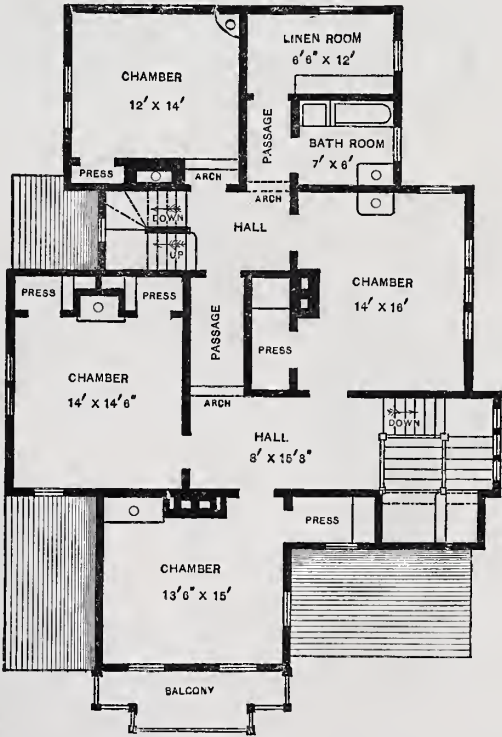 LINEN ROOM
6'6" X 12'
CHAMBER
12' X 14'
PASSAGE
BATH ROOM
7' X 6'
PRESS
ARCH
ARCH
DOWN
UP
HALL
PRESS
PRESS
PASSAGE
PRESS
CHAMBER
14' X 16'
CHAMBER
14' X 14'6"
ARCH
DOWN
HALL
8' X 15'8"
PRESS
CHAMBER
13'6" X 15'
BALCONY